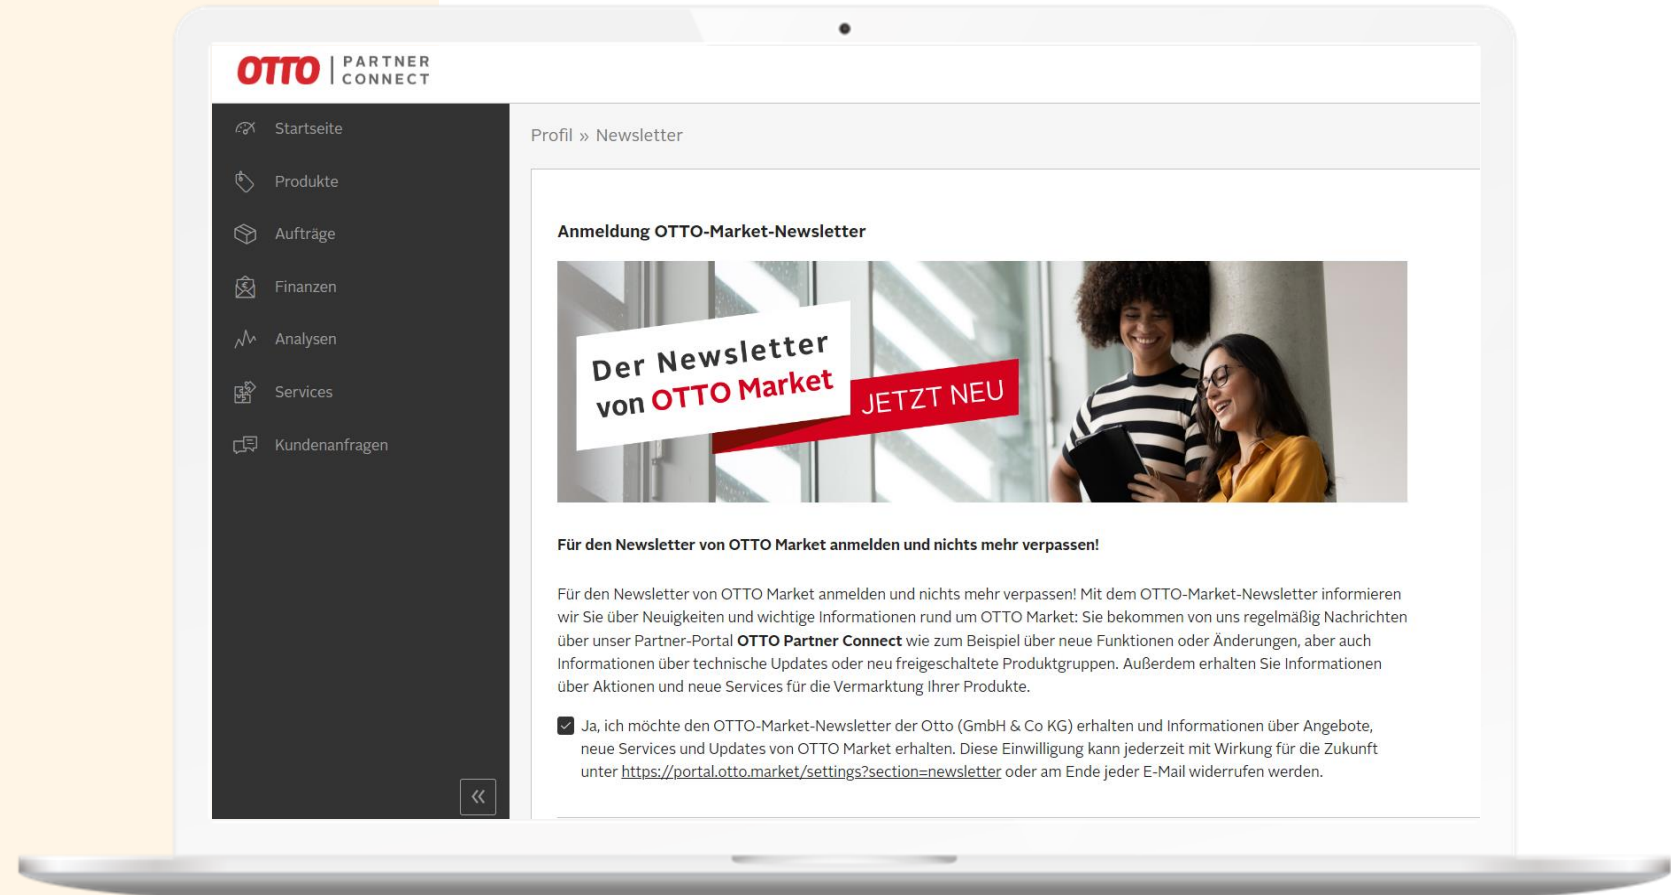 OTTO | PARTNER
CONNECT
Startseite
Produkte
Aufträge
Finanzen
Analysen
Services
Kundenanfragen
Profil » Newsletter
Anmeldung OTTO-Market-Newsletter
Der Newsletter
von OTTO Market
JETZT NEU
Für den Newsletter von OTTO Market anmelden und nichts mehr verpassen!
Für den Newsletter von OTTO Market anmelden und nichts mehr verpassen! Mit dem OTTO-Market-Newsletter informieren
wir Sie über Neuigkeiten und wichtige Informationen rund um OTTO Market: Sie bekommen von uns regelmäßig Nachrichten
über unser Partner-Portal OTTO Partner Connect wie zum Beispiel über neue Funktionen oder Änderungen, aber auch
Informationen über technische Updates oder neu freigeschaltete Produktgruppen. Außerdem erhalten Sie Informationen
über Aktionen und neue Services für die Vermarktung Ihrer Produkte.
Ja, ich möchte den OTTO-Market-Newsletter der Otto (GmbH & Co KG) erhalten und Informationen über Angebote,
neue Services und Updates von OTTO Market erhalten. Diese Einwilligung kann jederzeit mit Wirkung für die Zukunft
unter https://portal.otto.market/settings?section=newsletter oder am Ende jeder E-Mail widerrufen werden.